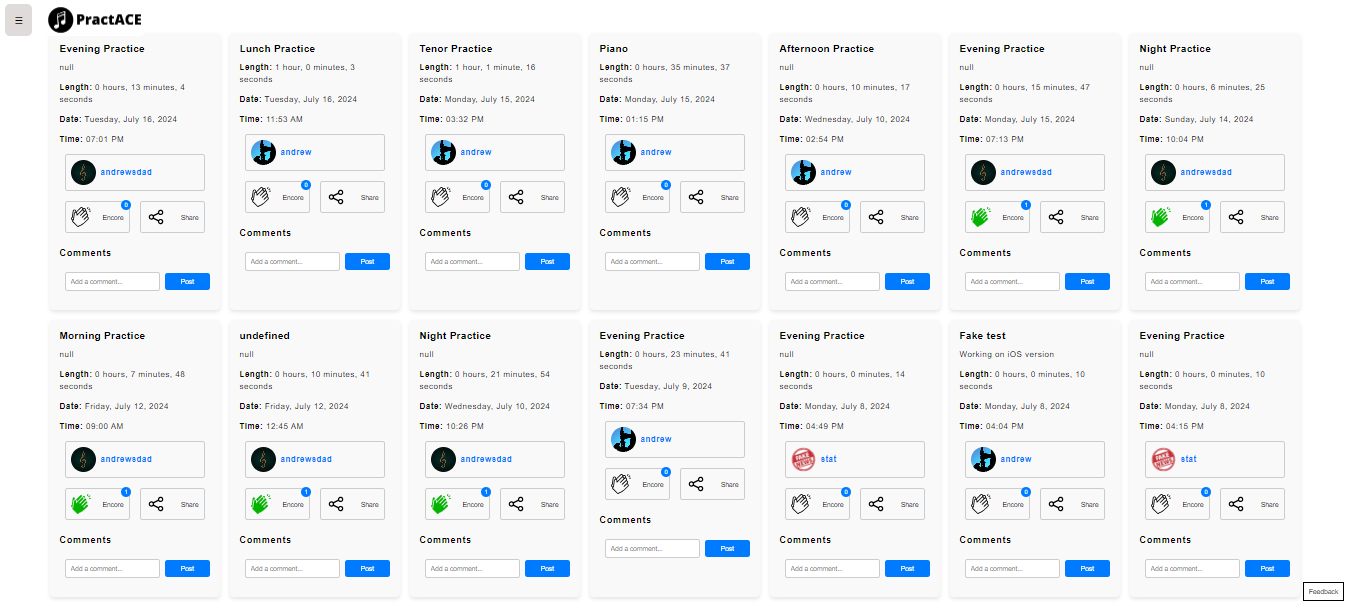 ☰
PractACE
Evening Practice
null
Length: 0 hours, 13 minutes, 4
seconds
Date: Tuesday, July 16, 2024
Time: 07:01 PM
andrewsdad
0
Encore
Share
Comments
Add a comment...
Post
Lunch Practice
Length: 1 hour, 0 minutes, 3
seconds
Date: Tuesday, July 16, 2024
Time: 11:53 AM
andrew
0
Encore
Share
Comments
Add a comment...
Post
Tenor Practice
Length: 1 hour, 1 minute, 16
seconds
Date: Monday, July 15, 2024
Time: 03:32 PM
andrew
0
Encore
Share
Comments
Add a comment...
Post
Piano
Length: 0 hours, 35 minutes, 37
seconds
Date: Monday, July 15, 2024
Time: 01:15 PM
andrew
0
Encore
Share
Comments
Add a comment...
Post
Afternoon Practice
null
Length: 0 hours, 10 minutes, 17
seconds
Date: Wednesday, July 10, 2024
Time: 02:54 PM
andrew
0
Encore
Share
Comments
Add a comment...
Post
Evening Practice
null
Length: 0 hours, 15 minutes, 47
seconds
Date: Monday, July 15, 2024
Time: 07:13 PM
andrewsdad
1
Encore
Share
Comments
Add a comment...
Post
Night Practice
null
Length: 0 hours, 6 minutes, 25
seconds
Date: Sunday, July 14, 2024
Time: 10:04 PM
andrewsdad
1
Encore
Share
Comments
Add a comment...
Post
Morning Practice
null
Length: 0 hours, 7 minutes, 48
seconds
Date: Friday, July 12, 2024
Time: 09:00 AM
andrewsdad
1
Encore
Share
Comments
Add a comment...
Post
undefined
null
Length: 0 hours, 10 minutes, 41
seconds
Date: Friday, July 12, 2024
Time: 12:45 AM
andrewsdad
1
Encore
Share
Comments
Add a comment...
Post
Night Practice
null
Length: 0 hours, 21 minutes, 54
seconds
Date: Wednesday, July 10, 2024
Time: 10:26 PM
andrewsdad
1
Encore
Share
Comments
Add a comment...
Post
Evening Practice
Length: 0 hours, 23 minutes, 41
seconds
Date: Tuesday, July 9, 2024
Time: 07:34 PM
andrew
0
Encore
Share
Comments
Add a comment...
Post
Evening Practice
null
Length: 0 hours, 0 minutes, 14
seconds
Date: Monday, July 8, 2024
Time: 04:49 PM
FAKE
NEWS
stat
0
Encore
Share
Comments
Add a comment...
Post
Fake test
Working on iOS version
Length: 0 hours, 0 minutes, 10
seconds
Date: Monday, July 8, 2024
Time: 04:04 PM
andrew
0
Encore
Share
Comments
Add a comment...
Post
Evening Practice
null
Length: 0 hours, 0 minutes, 10
seconds
Date: Monday, July 8, 2024
Time: 04:15 PM
FAKE
NEWS
stat
0
Encore
Share
Comments
Add a comment...
Post
Feedback